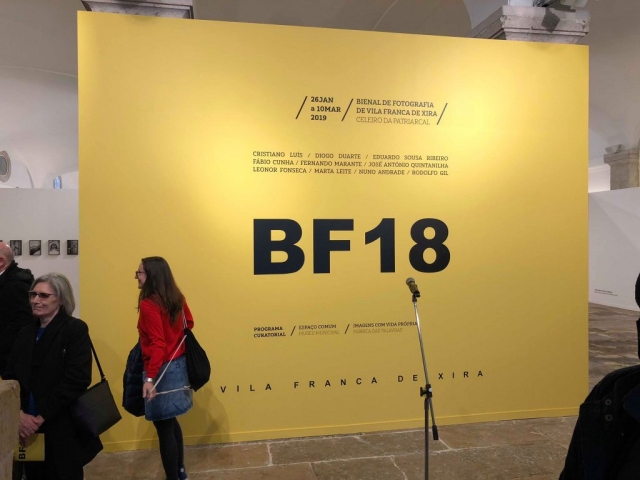 26JAN
a 10MAR
2019
BIENAL DE FOTOGRAFIA
DE VILA FRANCA DE XIRA
CELEIRO DA PATRIARCAL
CRISTIANO LUÍS / DIOGO DUARTE / EDUARDO SOUSA RIBEIRO
FÁBIO CUNHA / FERNANDO MARANTE / JOSÉ ANTÓNIO QUINTANILHA
LEONOR FONSECA / MARTA LEITE / NUNO ANDRADE / RODOLFO GIL
BF18
PROGRAMA
CURATORIAL
ESPAÇO COMUM
IMAGENS COM VIDA PRÓPRIA
VILA FRANCA DE XIRA
BF